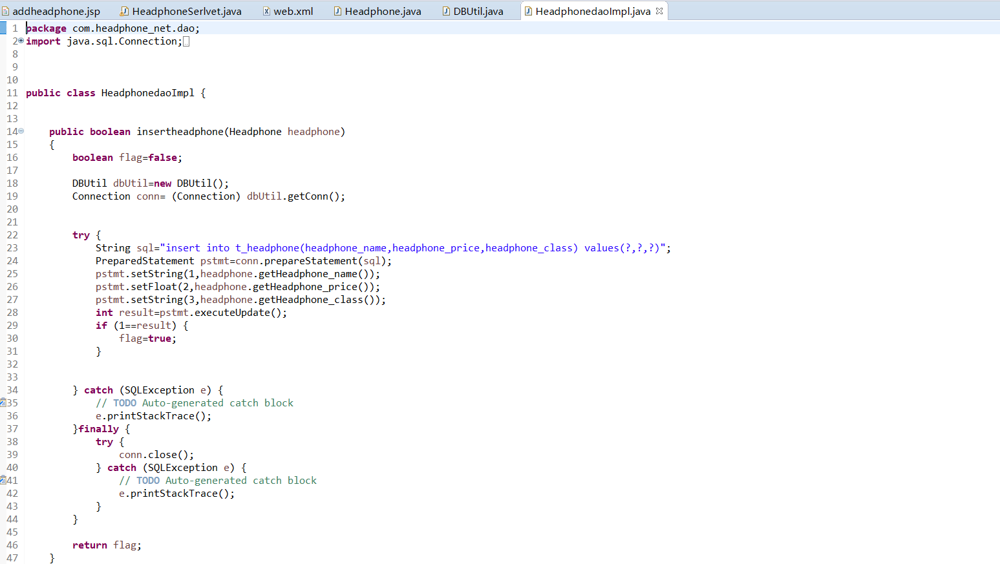 addheadphone.jsp HeadphoneSerlvet.java web.xml Headphone.java DBUtil.java HeadphonedaoImpl.java
1 package com.headphone_net.dao;
2 import java.sql.Connection;
8
9
10
11 public class HeadphonedaoImpl {
12
13
14 public boolean insertheadphone(Headphone headphone)
15 {
16 boolean flag=false;
17
18 DBUtil dbUtil=new DBUtil();
19 Connection conn= (Connection) dbUtil.getConn();
20
21
22 try {
23 String sql="insert into t_headphone(headphone_name,headphone_price,headphone_class) values(?,?,?)";
24 PreparedStatement pstmt=conn.prepareStatement(sql);
25 pstmt.setString(1,headphone.getHeadphone_name());
26 pstmt.setFloat(2,headphone.getHeadphone_price());
27 pstmt.setString(3,headphone.getHeadphone_class());
28 int result=pstmt.executeUpdate();
29 if (1==result) {
30 flag=true;
31 }
32
33
34 } catch (SQLException e) {
35 // TODO Auto-generated catch block
36 e.printStackTrace();
37 }finally {
38 try {
39 conn.close();
40 } catch (SQLException e) {
41 // TODO Auto-generated catch block
42 e.printStackTrace();
43 }
44 }
45
46 return flag;
47 }